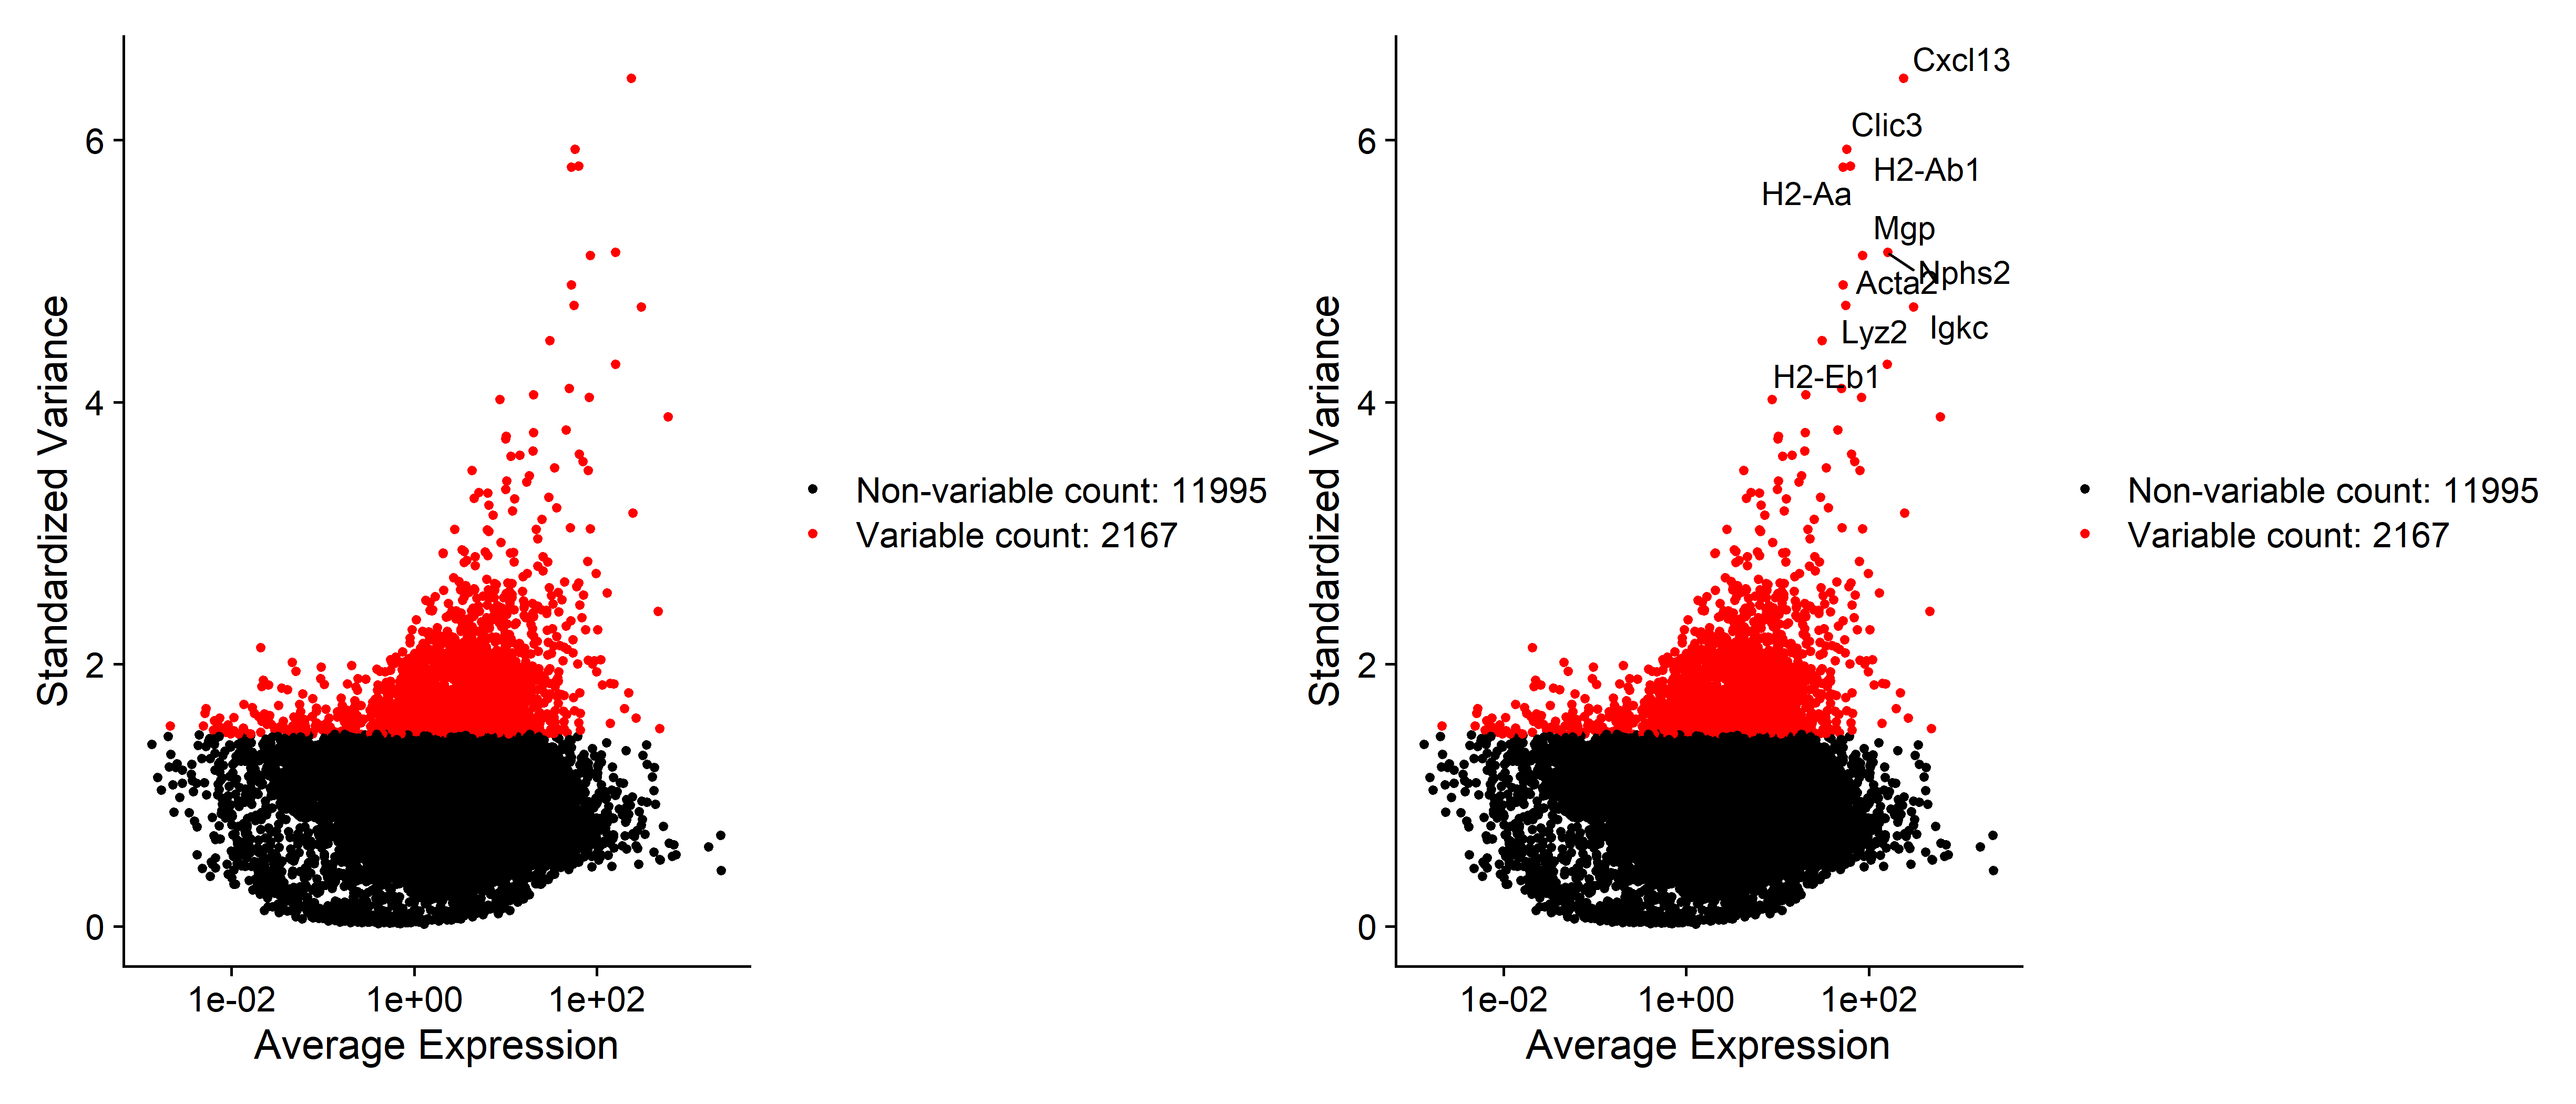 6
4
2
0
Standardized Variance
1e-02 1e+00 1e+02
Average Expression
Non-variable count: 11995
Variable count: 2167
6
4
2
0
Standardized Variance
Cxcl13
Clic3
H2-Ab1
H2-Aa
Mgp
Nphs2
Acta2
Igkc
Lyz2
H2-Eb1
1e-02 1e+00 1e+02
Average Expression
Non-variable count: 11995
Variable count: 2167